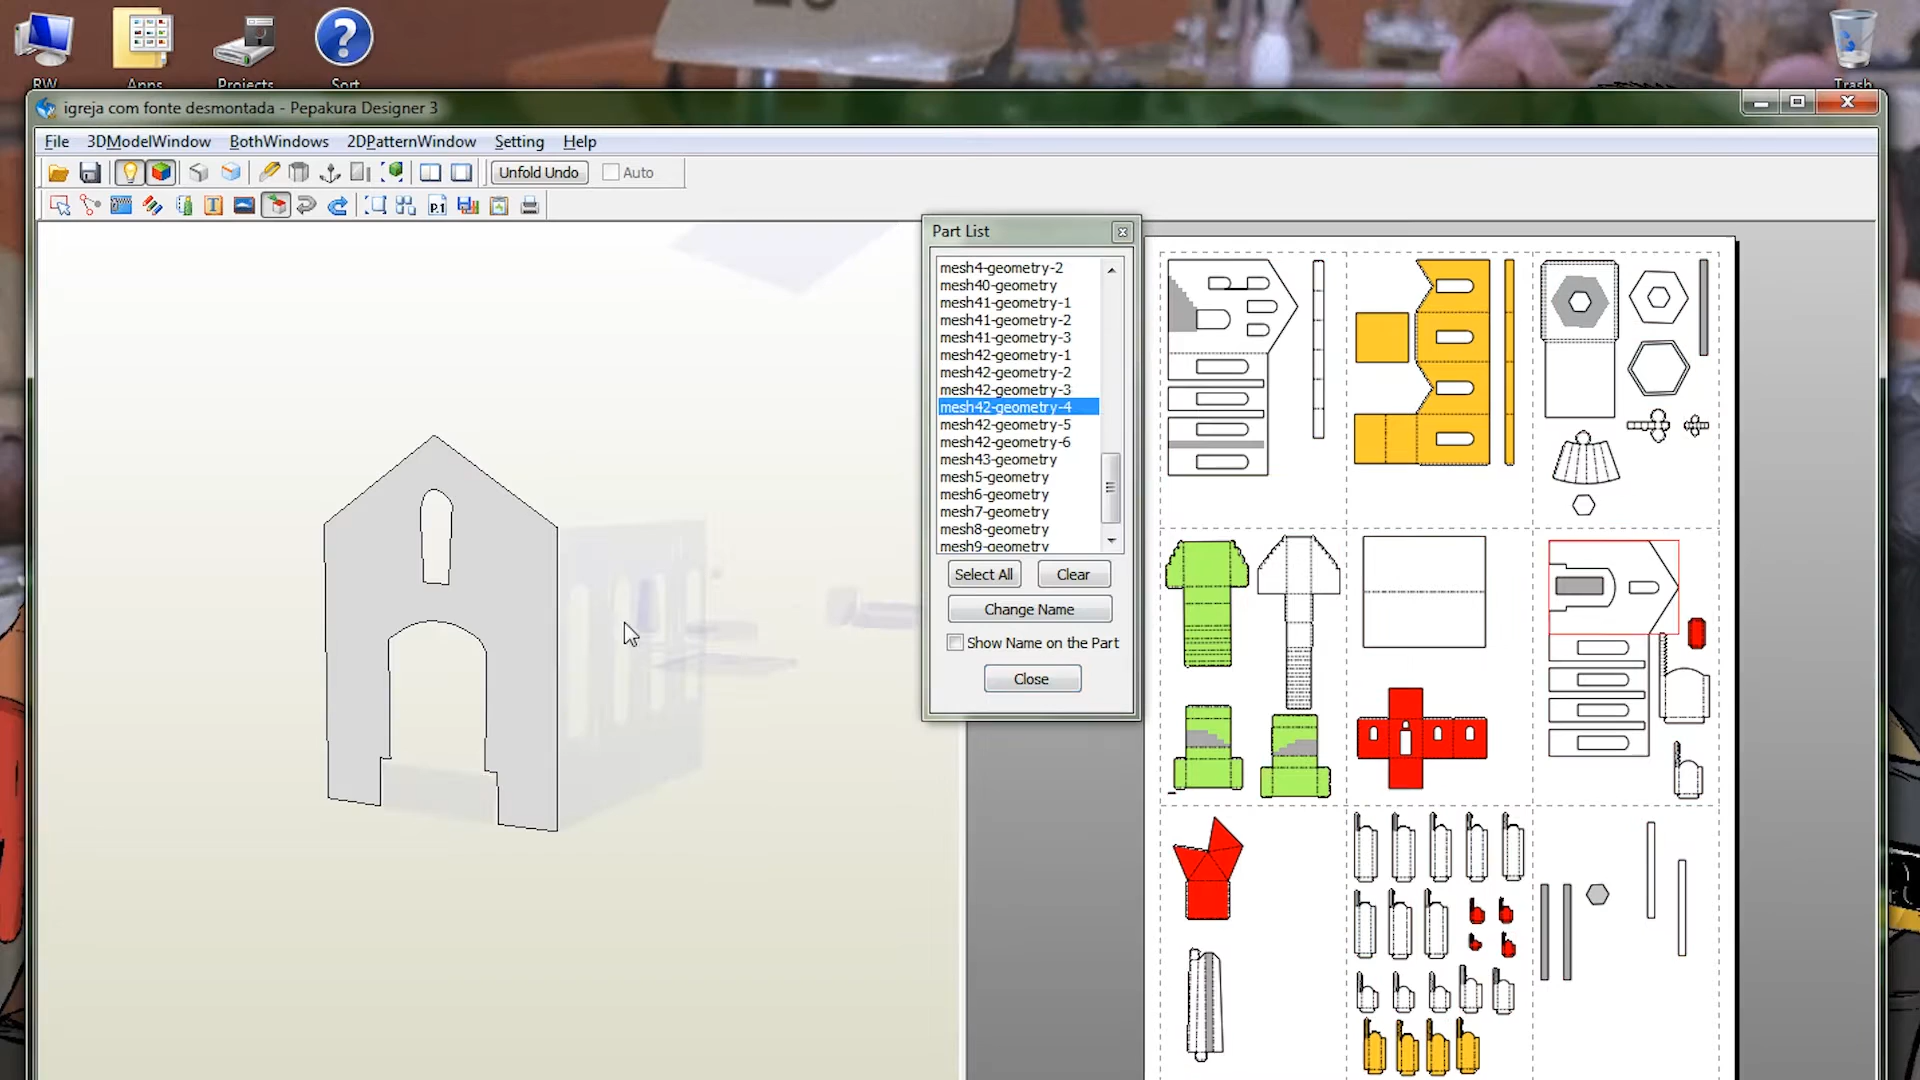 RW
Apps
Projects
Sort
Trash
igreja com fonte desmontada - Pepakura Designer 3
File 3DModelWindow BothWindows 2DPatternWindow Setting Help
Unfold Undo Auto
P.1
Part List
mesh4-geometry-2
mesh40-geometry
mesh41-geometry-1
mesh41-geometry-2
mesh41-geometry-3
mesh42-geometry-1
mesh42-geometry-2
mesh42-geometry-3
mesh42-geometry-4
mesh42-geometry-5
mesh42-geometry-6
mesh43-geometry
mesh5-geometry
mesh6-geometry
mesh7-geometry
mesh8-geometry
mesh9-geometry
Select All Clear
Change Name
Show Name on the Part
Close